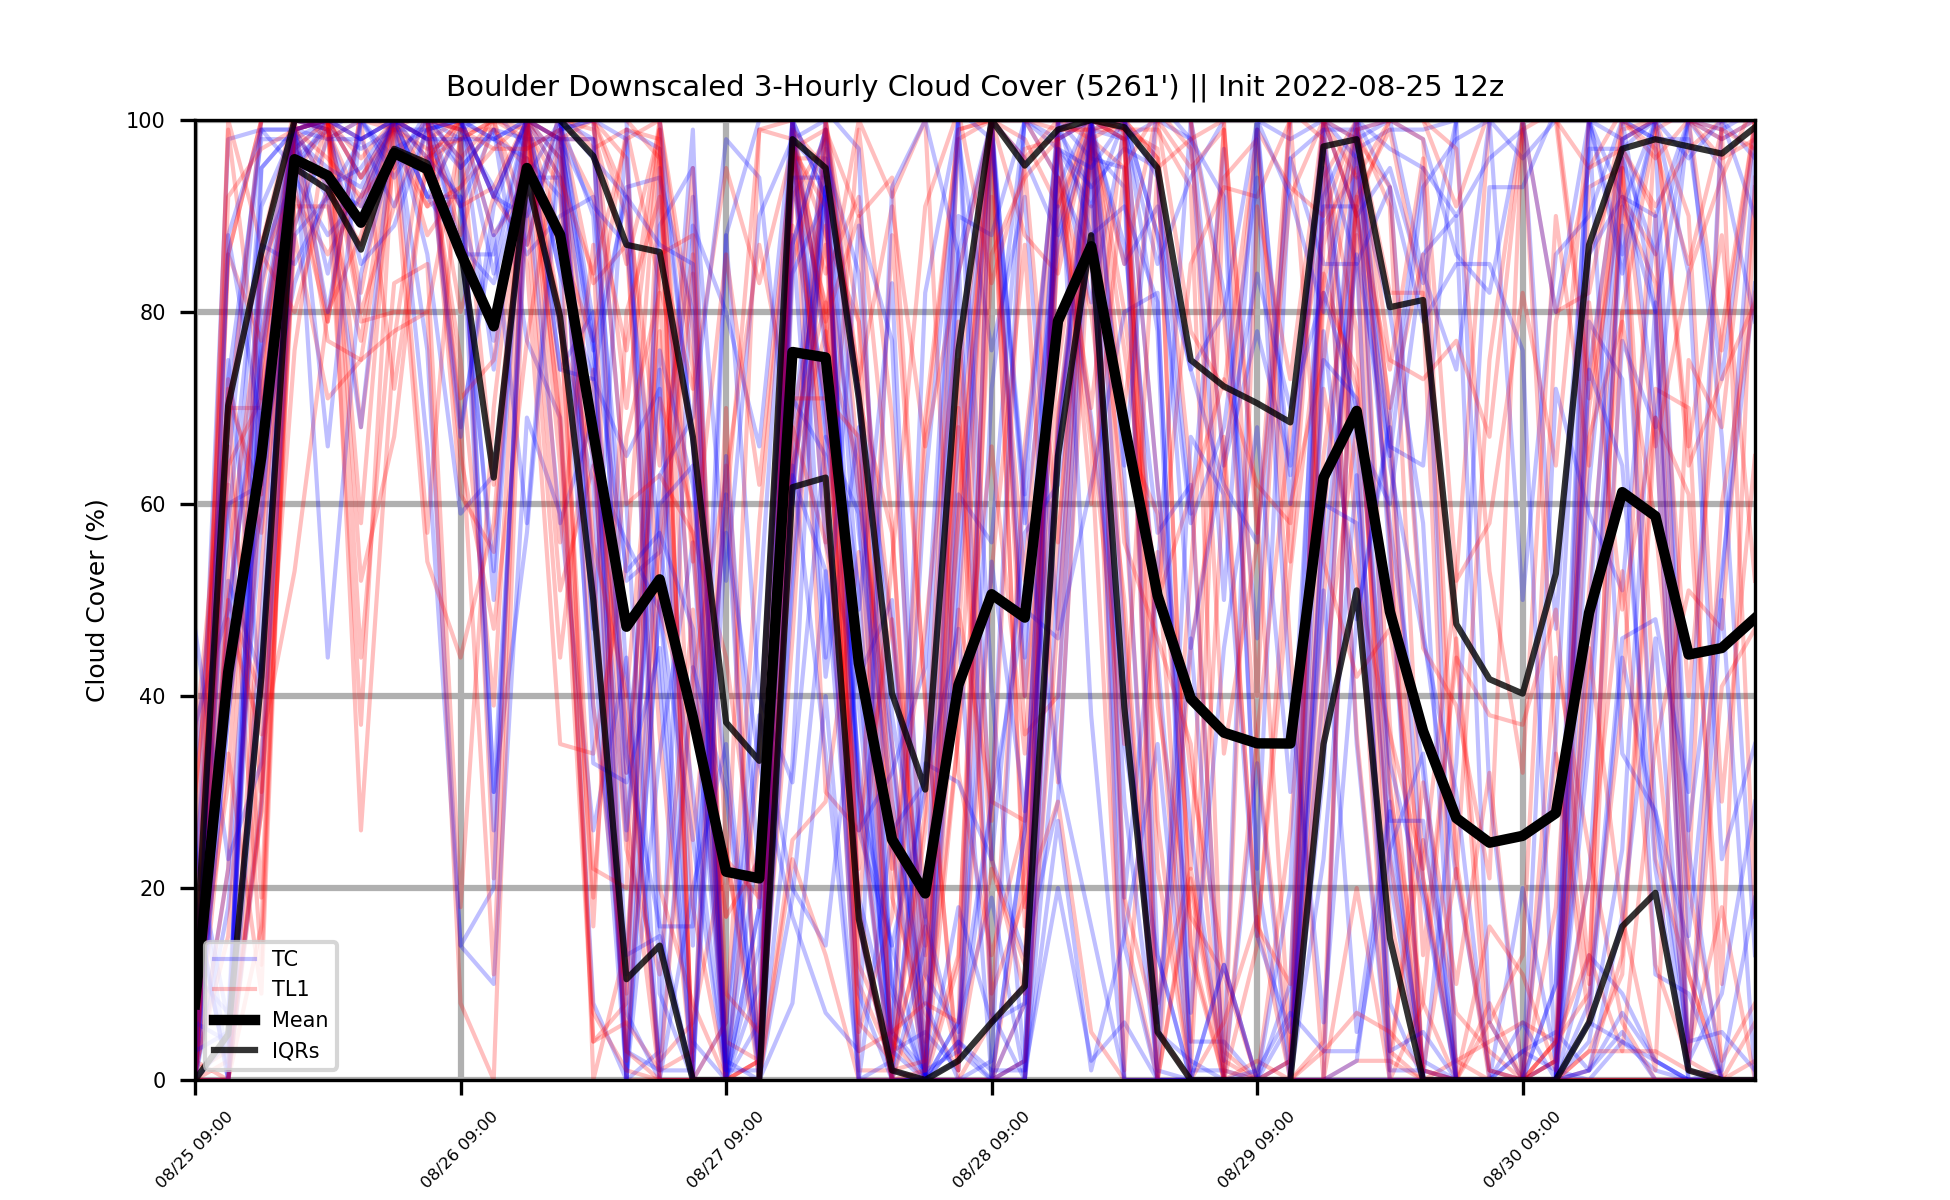 Boulder Downscaled 3-Hourly Cloud Cover (5261') || Init 2022-08-25 12z
Cloud Cover (%)
100
80
60
40
20
0
TC
TL1
Mean
IQRs
08/25 09:00
08/26 09:00
08/27 09:00
08/28 09:00
08/29 09:00
08/30 09:00